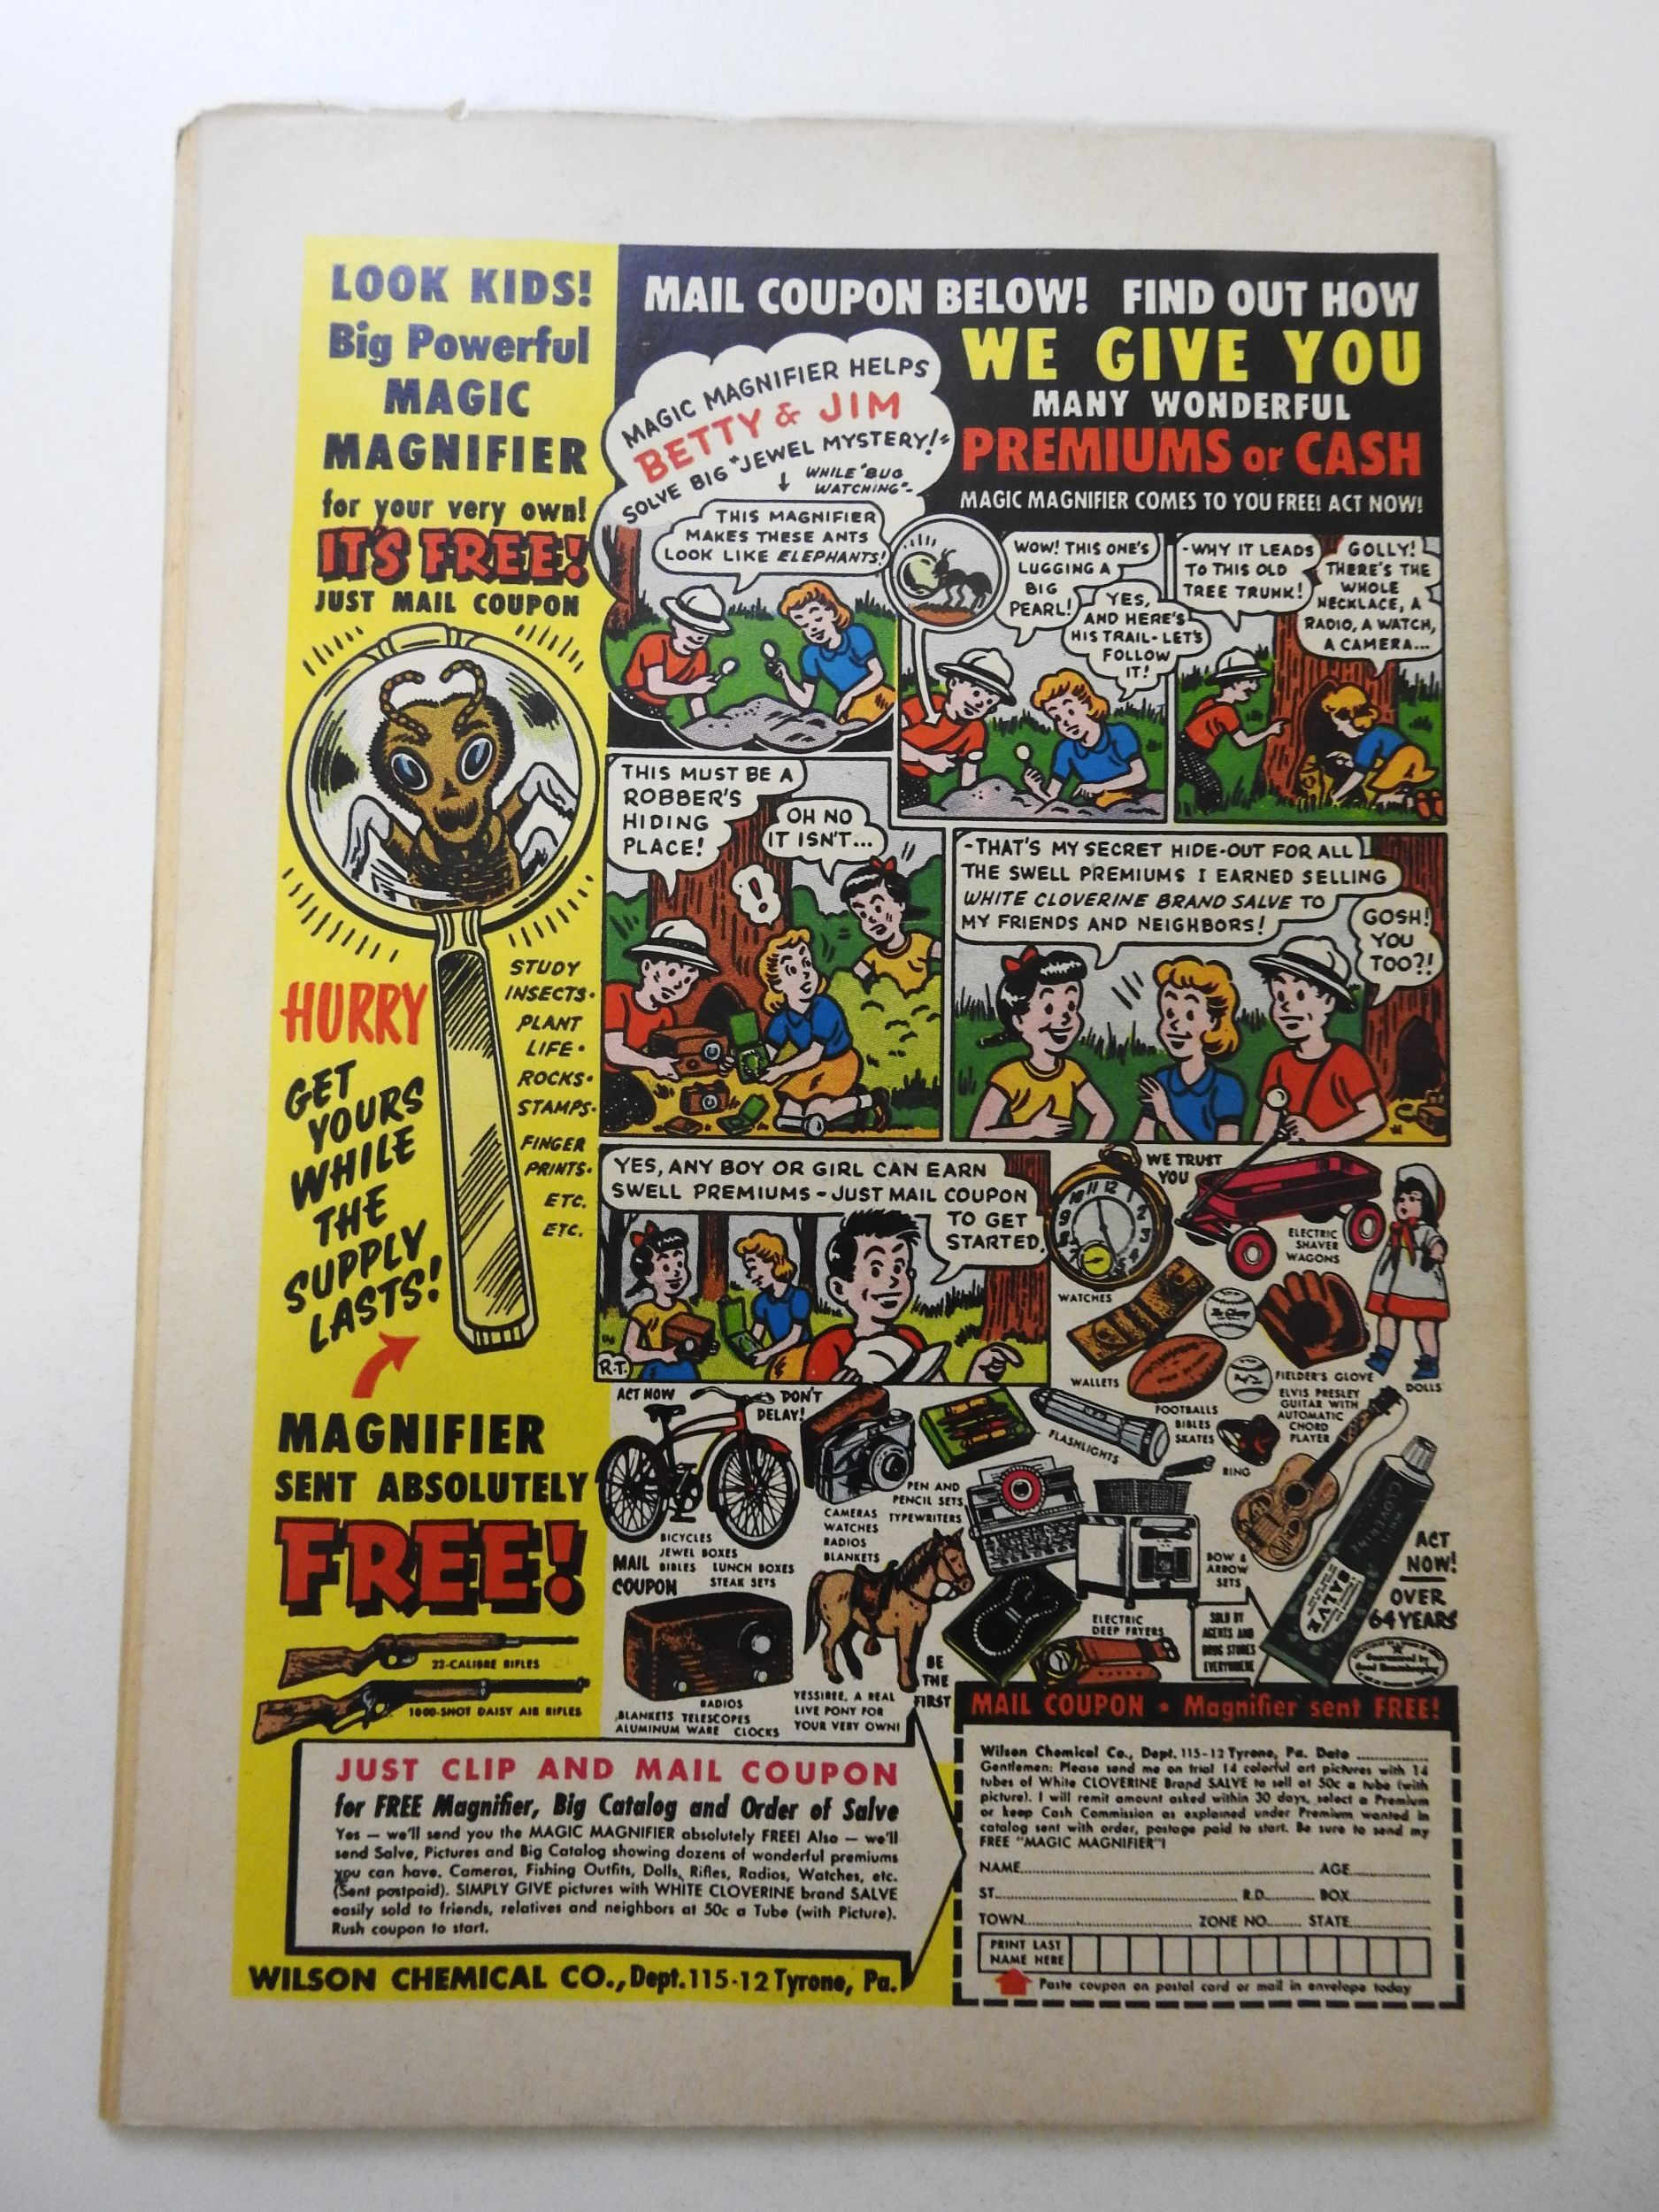 LOOK KIDS!
Big Powerful
MAGIC
MAGNIFIER
for your very own!
IT'S FREE!
JUST MAIL COUPON
HURRY
GET
YOURS
WHILE
THE
SUPPLY
LASTS!
STUDY
INSECTS·
PLANT
LIFE·
ROCKS·
STAMPS·
FINGER
PRINTS·
ETC.
ETC.
MAGNIFIER
SENT ABSOLUTELY
FREE!
22-CALIBRE RIFLES
1000-SHOT DAISY AIR RIFLES
MAIL COUPON BELOW! FIND OUT HOW
WE GIVE YOU
MANY WONDERFUL
PREMIUMS or CASH
MAGIC MAGNIFIER COMES TO YOU FREE! ACT NOW!
MAGIC MAGNIFIER HELPS
BETTY & JIM
SOLVE BIG "JEWEL MYSTERY!"
WHILE "BUG
WATCHING"-
THIS MAGNIFIER
MAKES THESE ANTS
LOOK LIKE ELEPHANTS!
WOW! THIS ONE'S
LUGGING A
BIG
PEARL!
YES,
AND HERE'S
HIS TRAIL-LET'S
FOLLOW
IT!
-WHY IT LEADS
TO THIS OLD
TREE TRUNK!
GOLLY!
THERE'S THE
WHOLE
NECKLACE, A
RADIO, A WATCH,
A CAMERA...
THIS MUST BE A
ROBBER'S
HIDING
PLACE!
!
OH NO
IT ISN'T...
-THAT'S MY SECRET HIDE-OUT FOR ALL
THE SWELL PREMIUMS I EARNED SELLING
WHITE CLOVERINE BRAND SALVE TO
MY FRIENDS AND NEIGHBORS!
GOSH!
YOU
TOO?!
YES, ANY BOY OR GIRL CAN EARN
SWELL PREMIUMS - JUST MAIL COUPON
TO GET
STARTED.
R.T.
WE TRUST
YOU
ELECTRIC
SHAVER
WAGONS
WATCHES
WALLETS
FIELDER'S GLOVE
DOLLS
FOOTBALLS
BIBLES
SKATES
ELVIS PRESLEY
GUITAR WITH
AUTOMATIC
CHORD
PLAYER
RING
ACT NOW
DON'T
DELAY!
FLASHLIGHTS
PEN AND
PENCIL SETS
TYPEWRITERS
CAMERAS
WATCHES
RADIOS
BLANKETS
BICYCLES
JEWEL BOXES
BIBLES LUNCH BOXES
STEAK SETS
MAIL
COUPON
BOW &
ARROW
SETS
ELECTRIC
DEEP FRYERS
SOLD BY
AGENTS AND
DRUG STORES
EVERYWHERE
CLOVERINE
SALVE
ACT
NOW!
OVER
64 YEARS
Guaranteed by
Good Housekeeping
RADIOS
BLANKETS TELESCOPES
ALUMINUM WARE CLOCKS
YESSIREE, A REAL
LIVE PONY FOR
YOUR VERY OWN!
BE
THE
FIRST
JUST CLIP AND MAIL COUPON
for FREE Magnifier, Big Catalog and Order of Salve
Yes — we'll send you the MAGIC MAGNIFIER absolutely FREE! Also — we'll
send Salve, Pictures and Big Catalog showing dozens of wonderful premiums
you can have. Cameras, Fishing Outfits, Dolls, Rifles, Radios, Watches, etc.
(Sent postpaid). SIMPLY GIVE pictures with WHITE CLOVERINE brand SALVE
easily sold to friends, relatives and neighbors at 50c a Tube (with Picture).
Rush coupon to start.
WILSON CHEMICAL CO., Dept. 115-12 Tyrone, Pa.
MAIL COUPON • Magnifier sent FREE!
Wilson Chemical Co., Dept. 115-12 Tyrone, Pa. Date
Gentlemen: Please send me on trial 14 colorful art pictures with 14
tubes of White CLOVERINE Brand SALVE to sell at 50c a tube (with
picture). I will remit amount asked within 30 days, select a Premium
or keep Cash Commission as explained under Premium wanted in
catalog sent with order, postage paid to start. Be sure to send my
FREE "MAGIC MAGNIFIER"!
NAME AGE
ST. R.D. BOX
TOWN ZONE NO. STATE
PRINT LAST
NAME HERE
Paste coupon on postal card or mail in envelope today